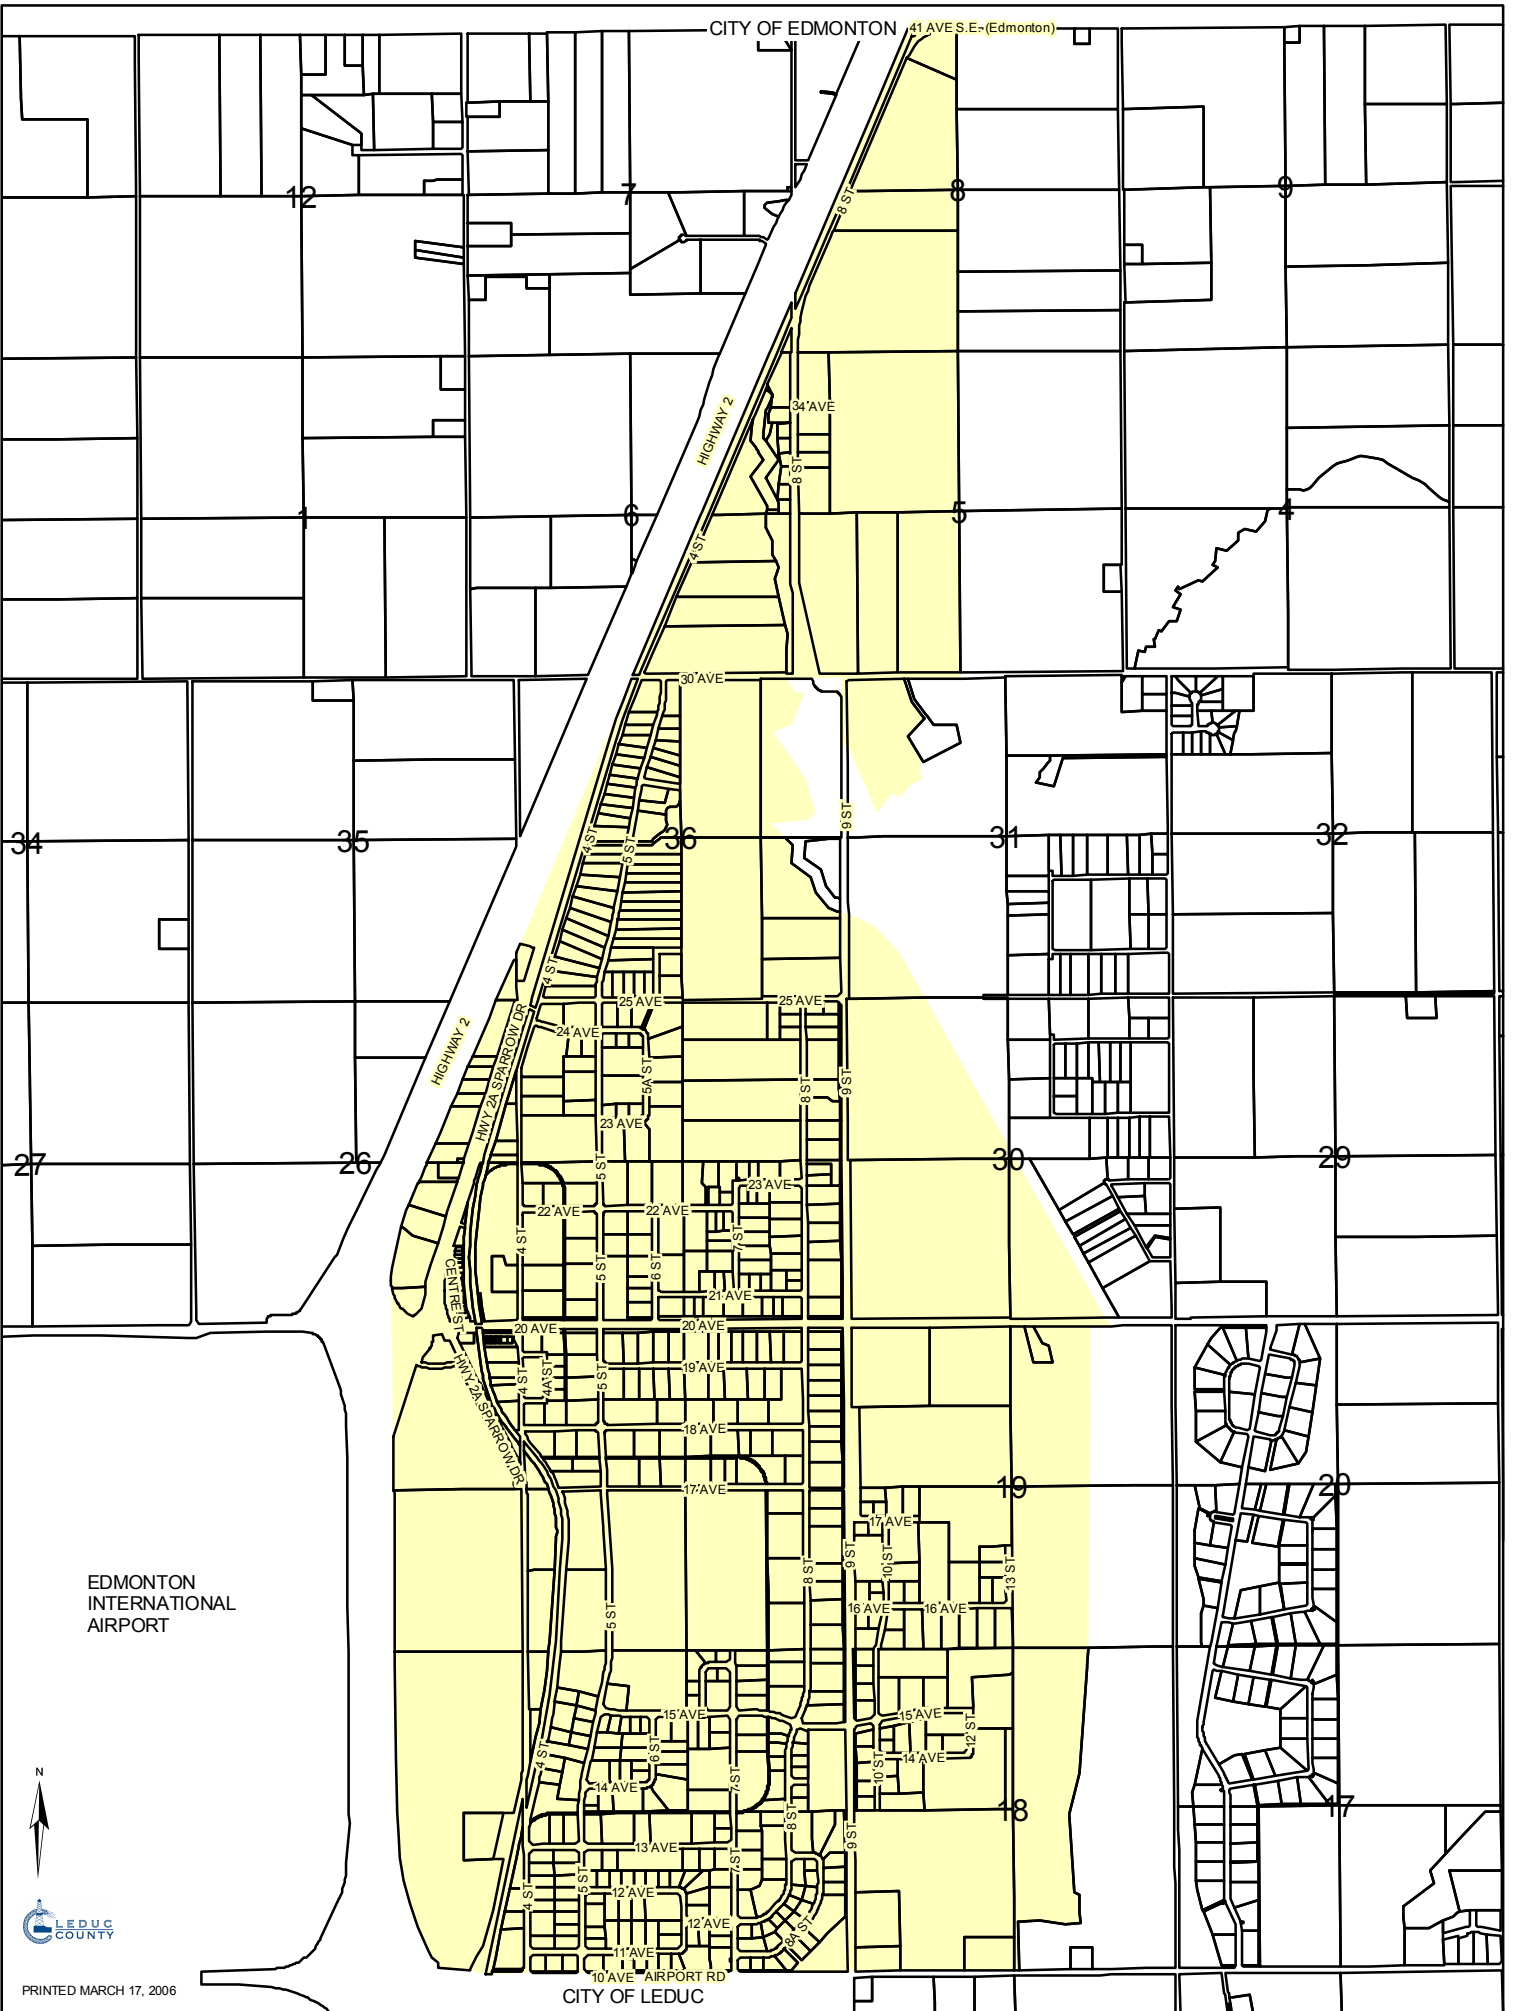 CITY OF EDMONTON
41 AVE S.E. (Edmonton)
12
7
8 ST
8
9
HIGHWAY 2
34 AVE
8 ST
1
6
4 ST
5
4
30 AVE
34
35
4 ST
5 ST
36
9 ST
31
32
4 ST
25 AVE
25 AVE
HIGHWAY 2
HWY 2A SPARROW DR
24 AVE
5A ST
8 ST
9 ST
23 AVE
27
26
5 ST
23 AVE
30
29
22 AVE
22 AVE
4 ST
7 ST
CENTRE ST
5 ST
6 ST
21 AVE
20 AVE
20 AVE
HWY 2A SPARROW DR
4 ST
4A ST
5 ST
19 AVE
18 AVE
17 AVE
19
20
17 AVE
9 ST
10 ST
8 ST
13 ST
EDMONTON
INTERNATIONAL
AIRPORT
5 ST
16 AVE
16 AVE
15 AVE
15 AVE
12 ST
4 ST
6 ST
14 AVE
10 ST
14 AVE
7 ST
8 ST
18
17
N
13 AVE
9 ST
7 ST
4 ST
5 ST
12 AVE
12 AVE
8A ST
11 AVE
LEDUC
COUNTY
10 AVE AIRPORT RD
PRINTED MARCH 17, 2006
CITY OF LEDUC